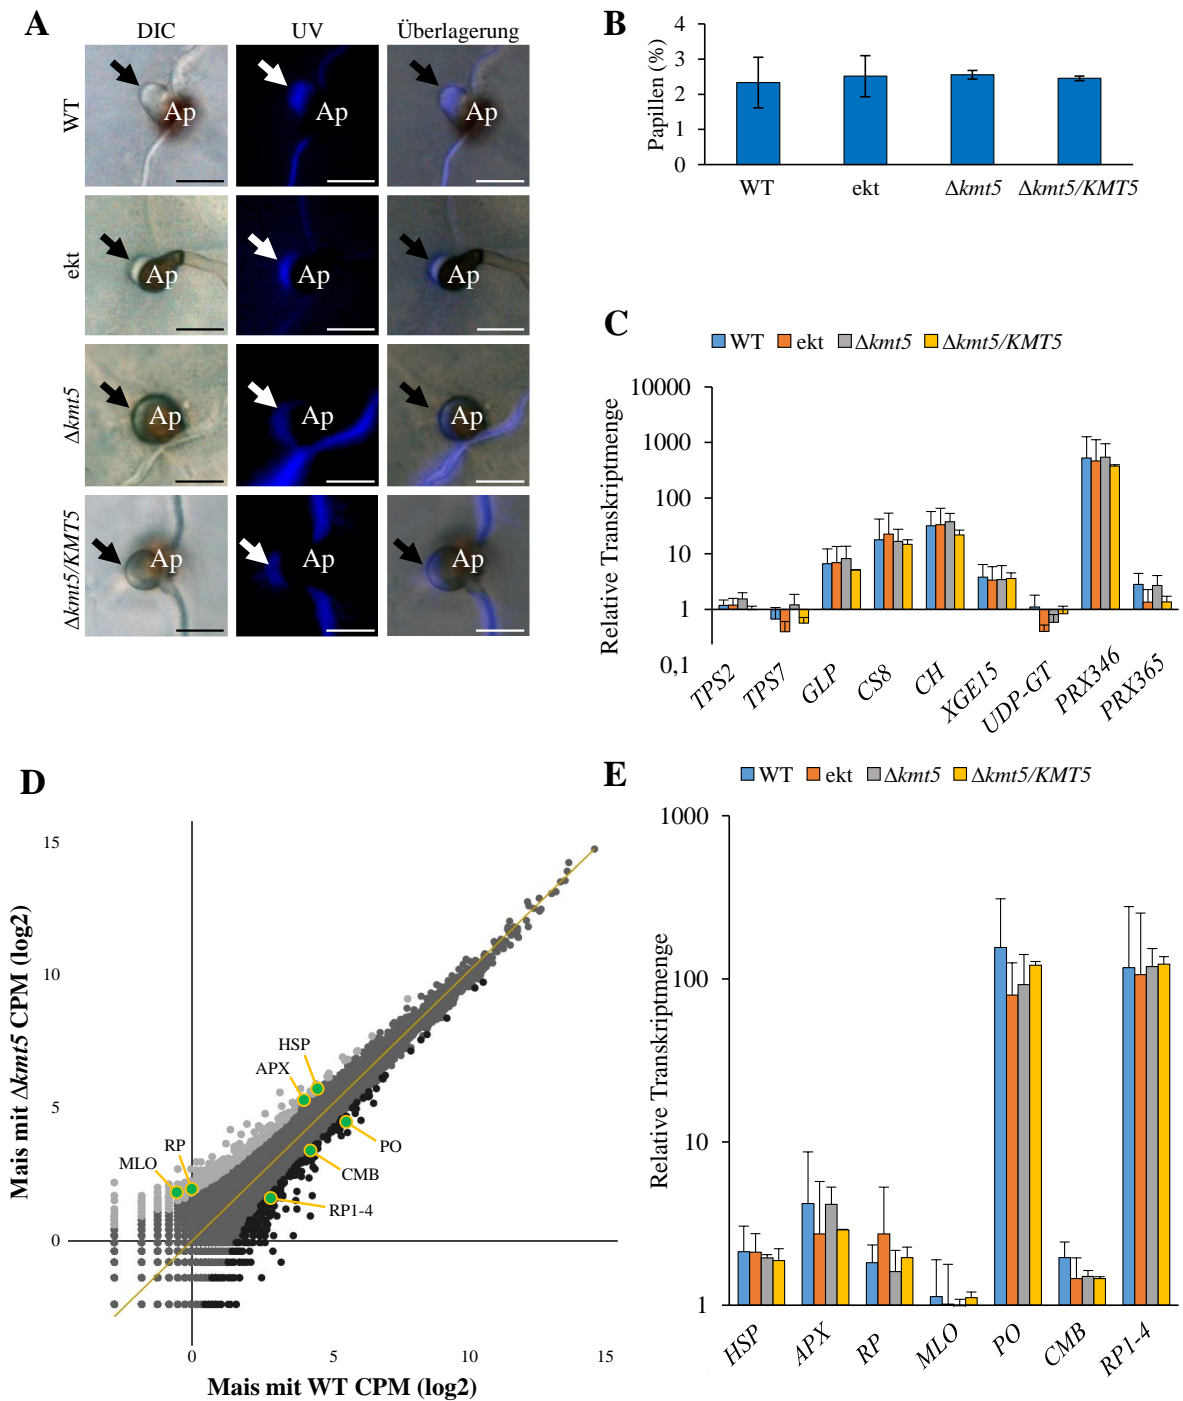 A
DIC UV Überlagerung
WT
Ap Ap Ap
ekt
Ap Ap Ap
Δkmt5
Ap Ap Ap
Δkmt5/KMT5
Ap Ap Ap
B
Papillen (%)
4
3
2
1
0
WT ekt Δkmt5 Δkmt5/KMT5
C
WT ekt Δkmt5 Δkmt5/KMT5
Relative Transkriptmenge
10000
1000
100
10
1
0,1
TPS2 TPS7 GLP CS8 CH XGE15 UDP-GT PRX346 PRX365
D
Mais mit Δkmt5 CPM (log2)
15
10
5
0
HSP
APX
RP
MLO
PO
CMB
RP1-4
0 5 10 15
Mais mit WT CPM (log2)
E
WT ekt Δkmt5 Δkmt5/KMT5
Relative Transkriptmenge
1000
100
10
1
HSP APX RP MLO PO CMB RP1-4